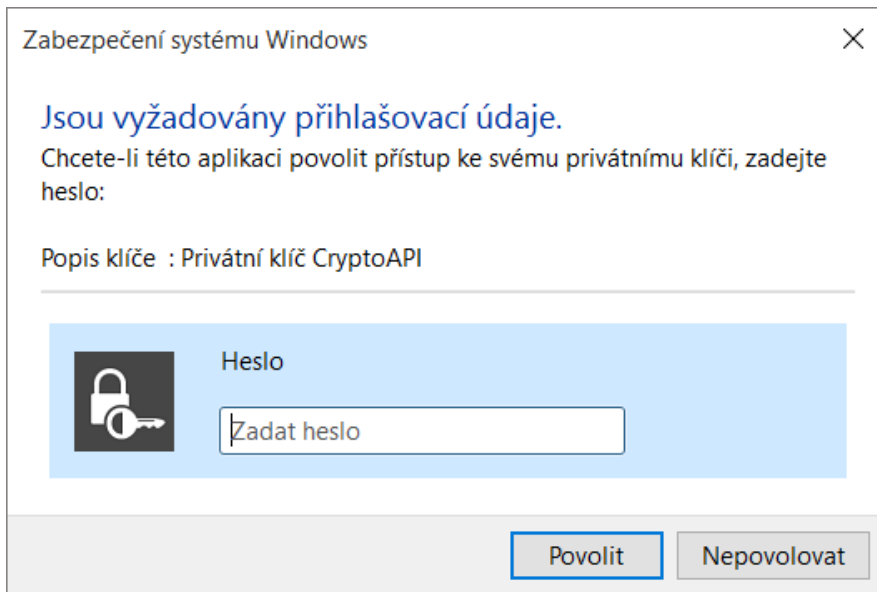 Zabezpečení systému Windows
Jsou vyžadovány přihlašovací údaje.
Chcete-li této aplikaci povolit přístup ke svému privátnímu klíči, zadejte
heslo:
Popis klíče : Privátní klíč CryptoAPI
Heslo
Zadat heslo
Povolit
Nepovolovat